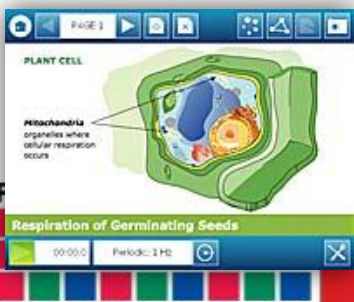 PAGE 1
PLANT CELL
Mitochondria
organelles where
cellular respiration
occurs
Respiration of Germinating Seeds
00:00.0 Periodic: 1 Hz